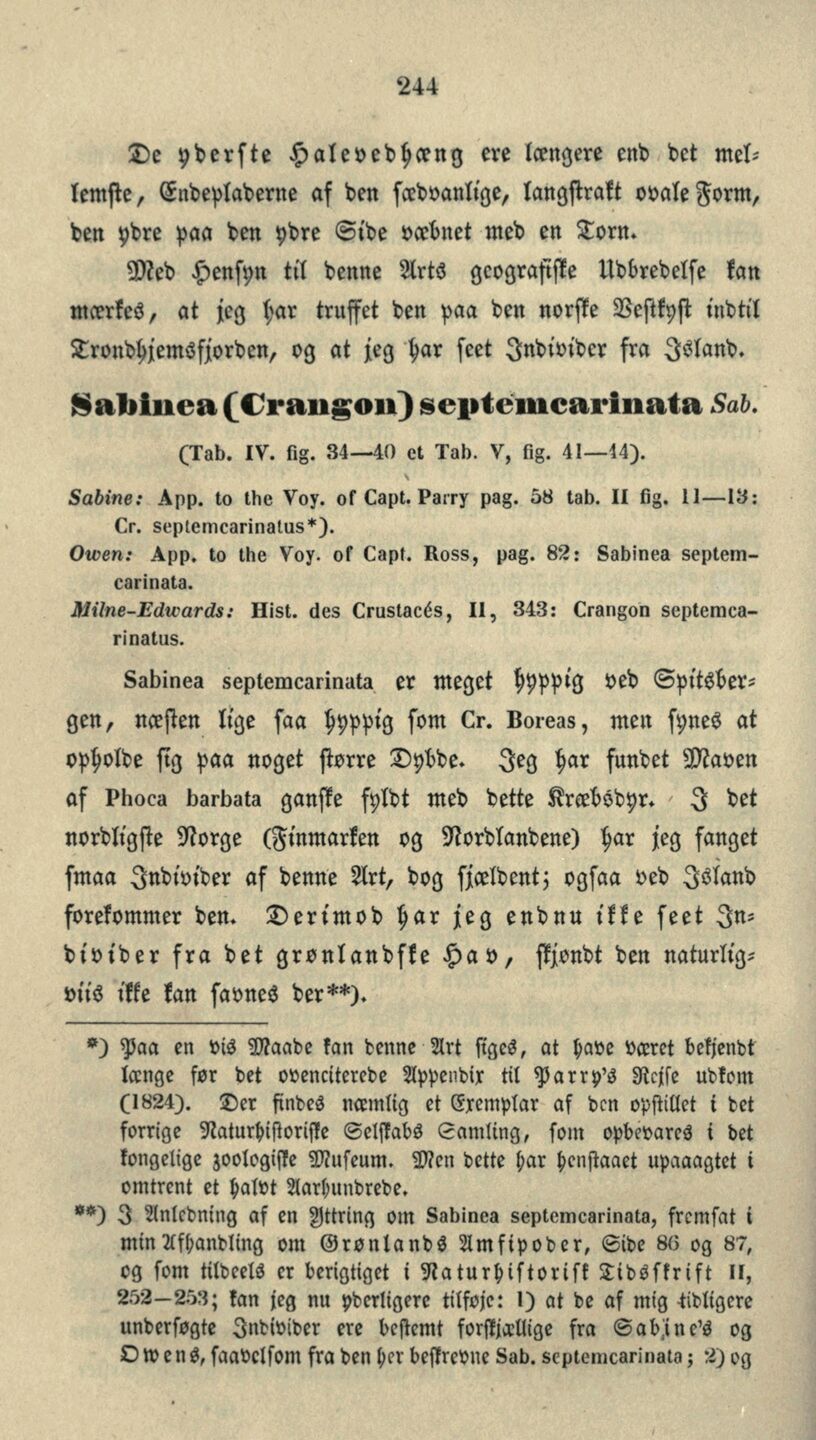 244
De yderste Halevedhæng ere længere end det mel-
lemste, Endepladerne af den sædvanlige, langstrakt ovale Form,
den ydre paa den ydre Side væbnet med en Torn.
Med Hensyn til denne Arts geografiske Udbredelse kan
mærkes, at jeg har truffet den paa den norske Vestkyst indtil
Trondhjemsfjorden, og at jeg har seet Individer fra Island.
Sabinea (Crangon) septemcarinata Sab.
(Tab. IV. fig. 34—40 et Tab. V, fig. 41—44).
Sabine: App. to the Voy. of Capt. Parry pag. 58 tab. II fig. 11—13:
Cr. septemcarinatus*).
Owen: App. to the Voy. of Capt. Ross, pag. 82: Sabinea septem-
carinata.
Milne-Edwards: Hist. des Crustacés, II, 343: Crangon septemca-
rinatus.
Sabinea septemcarinata er meget hyppig ved Spitsber-
gen, næsten lige saa hyppig som Cr. Boreas, men synes at
opholde sig paa noget større Dybde. Jeg har fundet Maven
af Phoca barbata ganske fyldt med dette Kræbsdyr. I det
nordligste Norge (Finmarken og Nordlandene) har jeg fanget
smaa Individer af denne Art, dog sjældent; ogsaa ved Island
forekommer den. Derimod har jeg endnu ikke seet In-
divider fra det grønlandske Hav, skjøndt den naturlig-
viis ikke kan savnes der**).
*) Paa en vis Maade kan denne Art siges, at have været bekjendt
længe før det ovenciterede Appendix til Parry's Rejse udkom
(1824). Der findes næmlig et Exemplar af den opstillet i det
forrige Naturhistoriske Selskabs Samling, som opbevares i det
kongelige zoologiske Museum. Men dette har henstaaet upaaagtet i
omtrent et halvt Aarhundrede.
**) I Anledning af en Yttring om Sabinea septemcarinata, fremsat i
min Afhandling om Grønlands Amfipoder, Side 86 og 87,
og som tildeels er berigtiget i Naturhistorisk Tidsskrift II,
252—253; kan jeg nu yderligere tilføje: 1) at de af mig tidligere
undersøgte Individer ere bestemt forskjællige fra Sabine's og
Owens, saavelsom fra den her beskrevne Sab. septemcarinata; 2) og